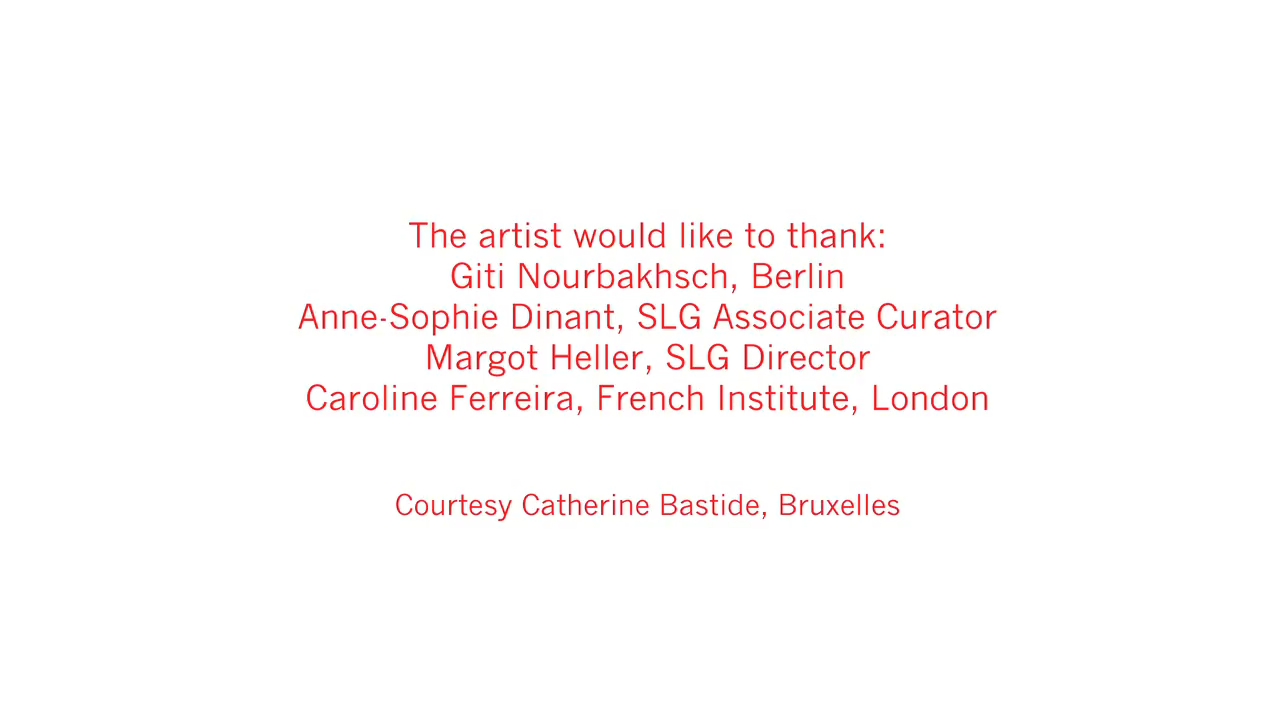 The artist would like to thank:
Giti Nourbakhsch, Berlin
Anne-Sophie Dinant, SLG Associate Curator
Margot Heller, SLG Director
Caroline Ferreira, French Institute, London
Courtesy Catherine Bastide, Bruxelles